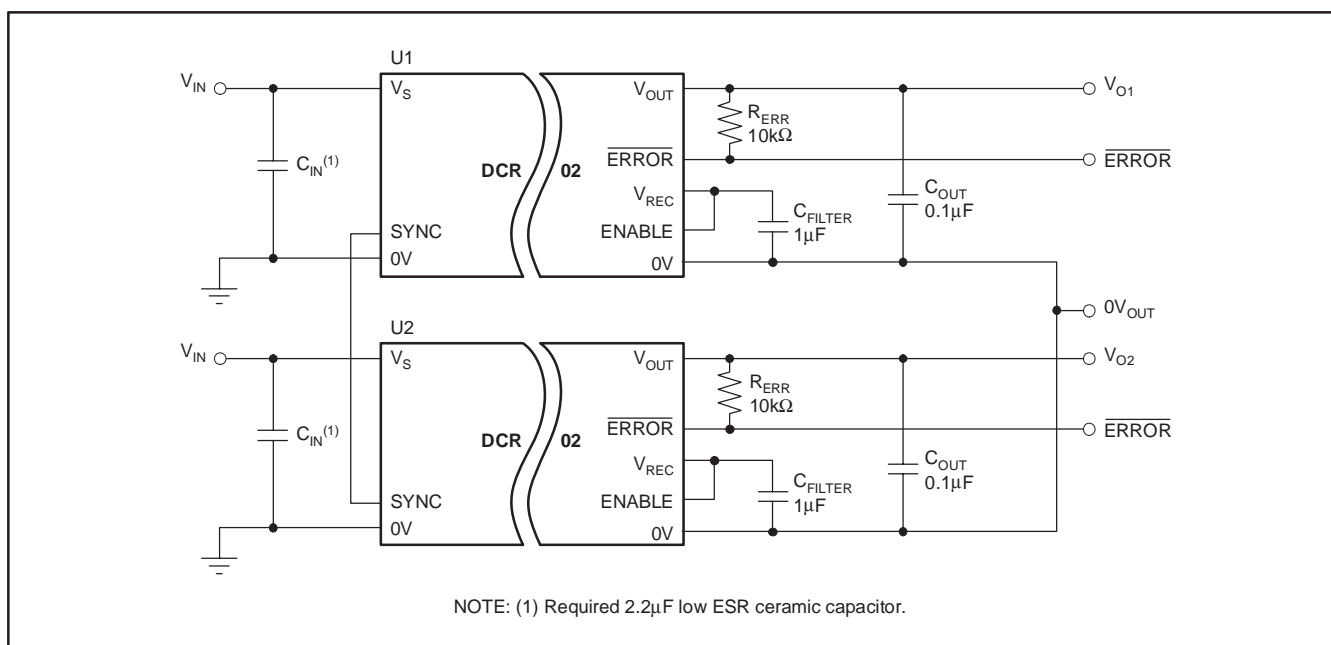 U1
V_IN
V_S
C_IN^(1)
SYNC
0V
DCR 02
V_OUT
ERROR
V_REC
ENABLE
0V
R_ERR
10kΩ
C_FILTER
1μF
C_OUT
0.1μF
V_O1
ERROR
0V_OUT
U2
V_IN
V_S
C_IN^(1)
SYNC
0V
DCR 02
V_OUT
ERROR
V_REC
ENABLE
0V
R_ERR
10kΩ
C_FILTER
1μF
C_OUT
0.1μF
V_O2
ERROR
NOTE: (1) Required 2.2μF low ESR ceramic capacitor.